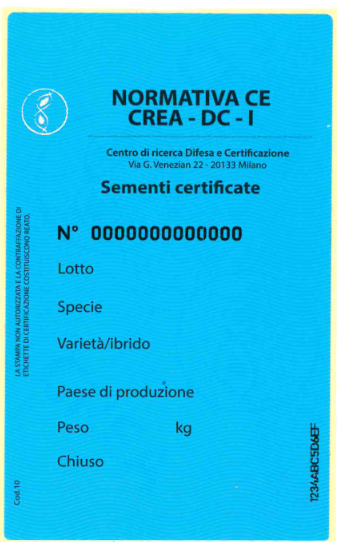 NORMATIVA CE
CREA - DC - I
Centro di ricerca Difesa e Certificazione
Via G. Venezian 22 - 20133 Milano
Sementi certificate
N° 0000000000000
Lotto
Specie
Varietà/ibrido
Paese di produzione
Peso kg
Chiuso
LA STAMPA NON AUTORIZZATA E LA CONTRAFFAZIONE DI
ETICHETTE DI CERTIFICAZIONE COSTITUISCONO REATO.
Cod.10
1234ABC5D6EF